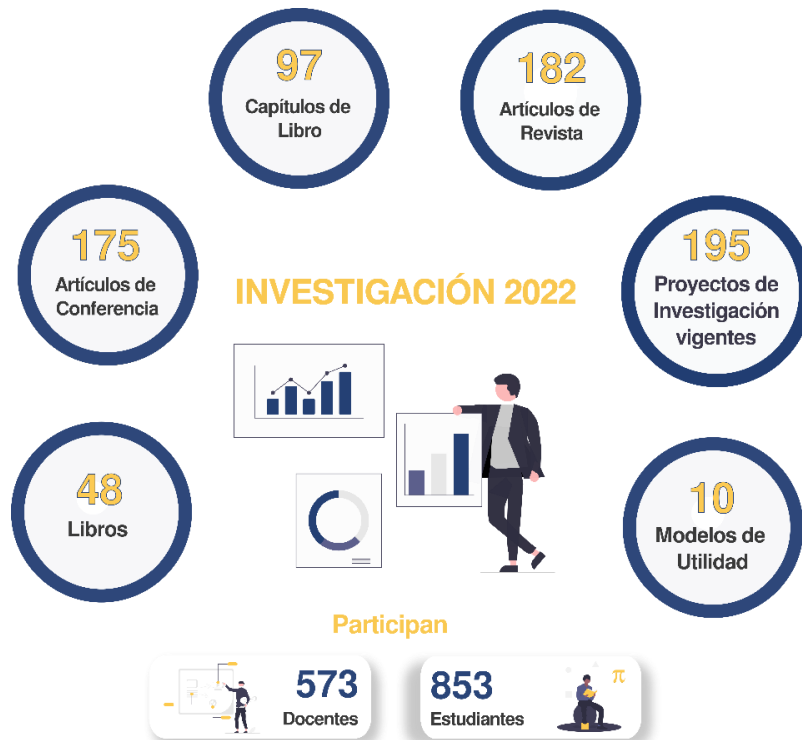 97
Capítulos de
Libro
182
Artículos de
Revista
175
Artículos de
Conferencia
INVESTIGACIÓN 2022
195
Proyectos de
Investigación
vigentes
48
Libros
10
Modelos de
Utilidad
Participan
573
Docentes
853
Estudiantes
π